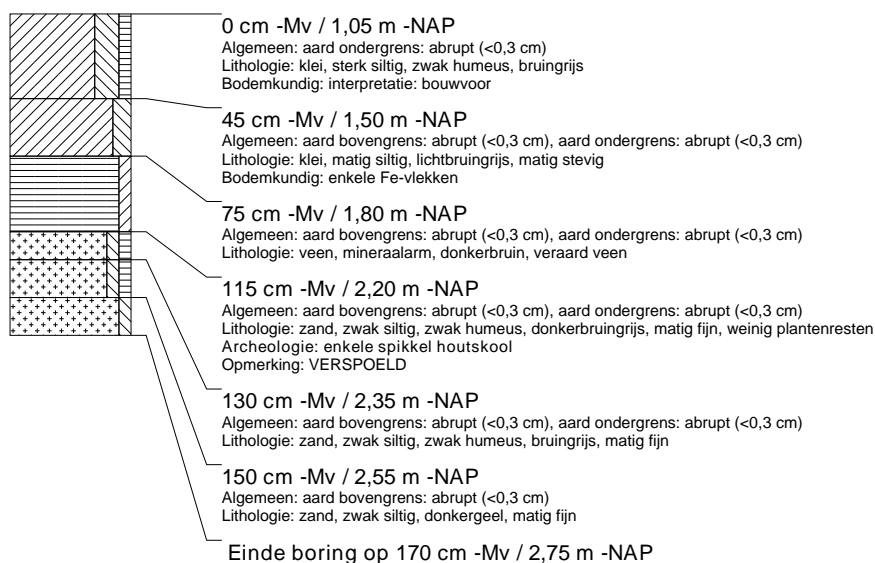 0 cm -Mv / 1,05 m -NAP
Algemeen: aard ondergrens: abrupt (<0,3 cm)
Lithologie: klei, sterk siltig, zwak humeus, bruingrijs
Bodemkundig: interpretatie: bouwvoor
45 cm -Mv / 1,50 m -NAP
Algemeen: aard bovengrens: abrupt (<0,3 cm), aard ondergrens: abrupt (<0,3 cm)
Lithologie: klei, matig siltig, lichtbruingrijs, matig stevig
Bodemkundig: enkele Fe-vlekken
75 cm -Mv / 1,80 m -NAP
Algemeen: aard bovengrens: abrupt (<0,3 cm), aard ondergrens: abrupt (<0,3 cm)
Lithologie: veen, mineraalarm, donkerbruin, veraard veen
115 cm -Mv / 2,20 m -NAP
Algemeen: aard bovengrens: abrupt (<0,3 cm), aard ondergrens: abrupt (<0,3 cm)
Lithologie: zand, zwak siltig, zwak humeus, donkerbruingrijs, matig fijn, weinig plantenresten
Archeologie: enkele spikkel houtskool
Opmerking: VERSPOELD
130 cm -Mv / 2,35 m -NAP
Algemeen: aard bovengrens: abrupt (<0,3 cm), aard ondergrens: abrupt (<0,3 cm)
Lithologie: zand, zwak siltig, zwak humeus, bruingrijs, matig fijn
150 cm -Mv / 2,55 m -NAP
Algemeen: aard bovengrens: abrupt (<0,3 cm)
Lithologie: zand, zwak siltig, donkergeel, matig fijn
Einde boring op 170 cm -Mv / 2,75 m -NAP